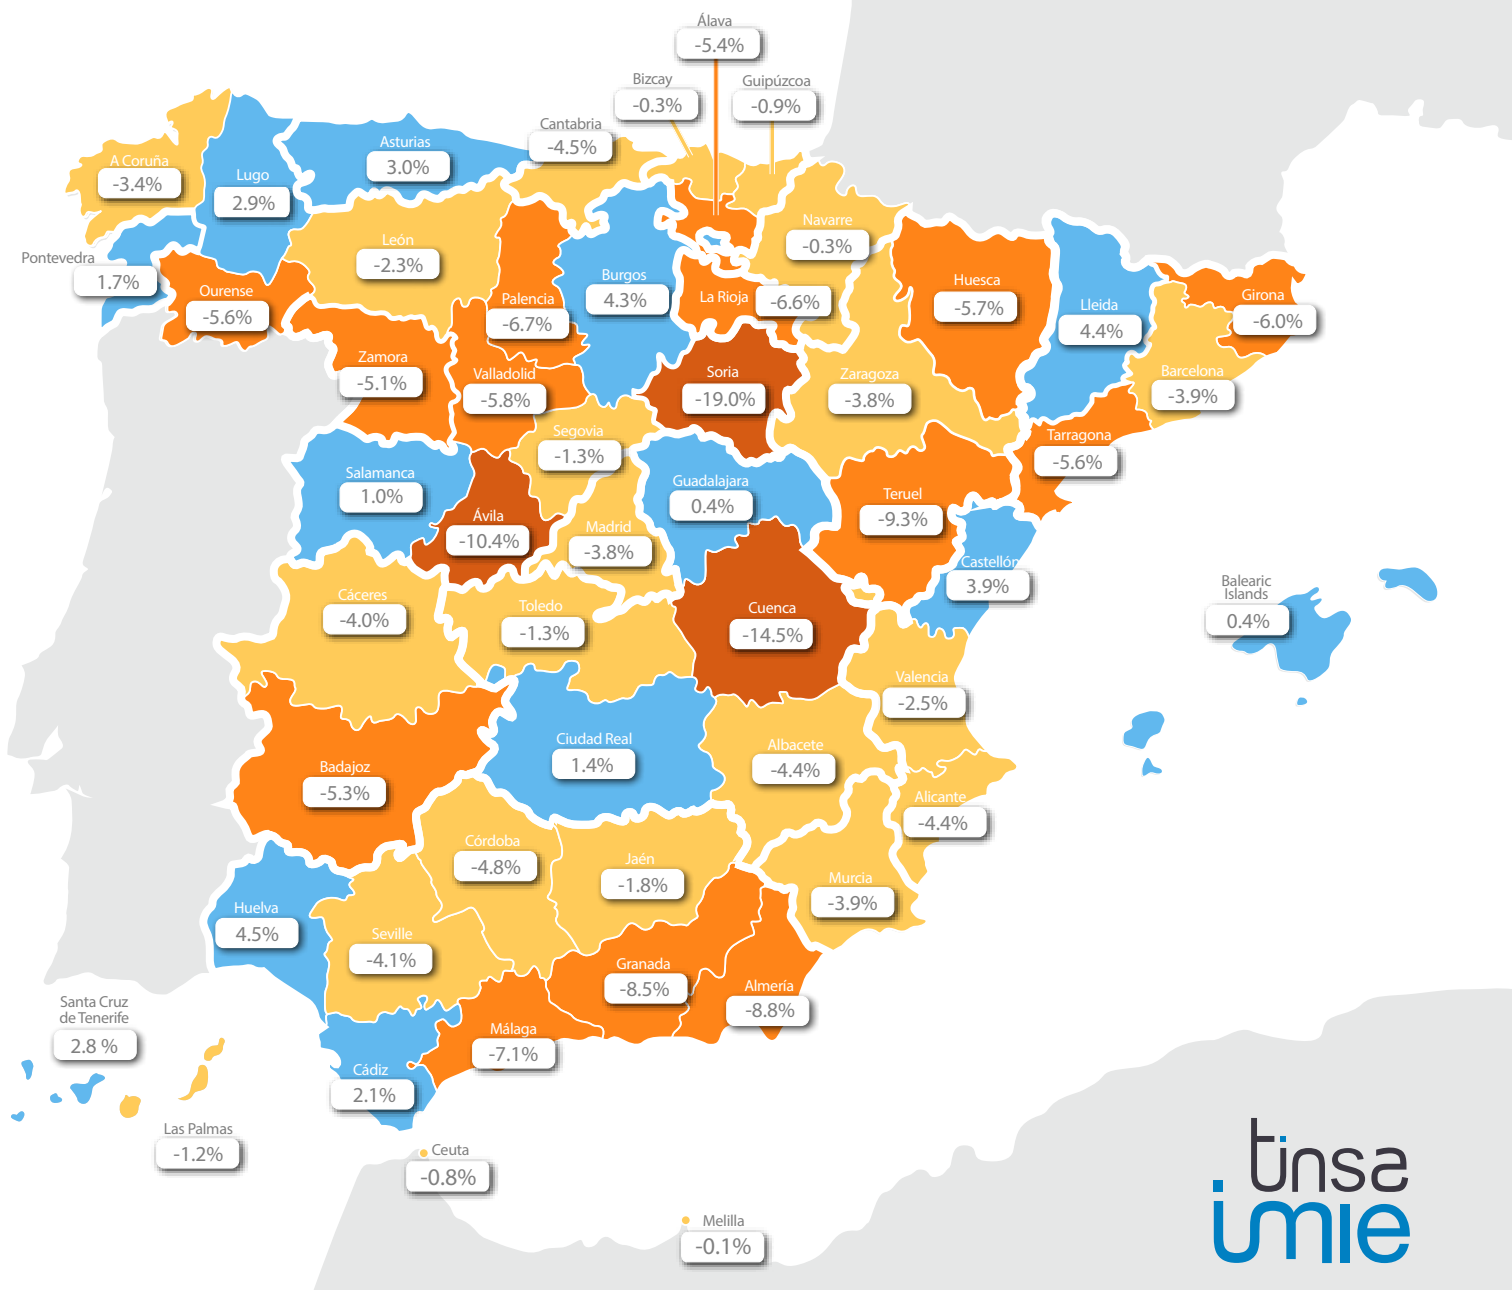 Álava
-5.4%
Bizcay
-0.3%
Guipúzcoa
-0.9%
Cantabria
-4.5%
Asturias
3.0%
A Coruña
-3.4%
Lugo
2.9%
Pontevedra
1.7%
Ourense
-5.6%
León
-2.3%
Palencia
-6.7%
Burgos
4.3%
La Rioja
-6.6%
Navarre
-0.3%
Huesca
-5.7%
Lleida
4.4%
Girona
-6.0%
Barcelona
-3.9%
Zamora
-5.1%
Valladolid
-5.8%
Soria
-19.0%
Zaragoza
-3.8%
Tarragona
-5.6%
Segovia
-1.3%
Salamanca
1.0%
Ávila
-10.4%
Madrid
-3.8%
Guadalajara
0.4%
Teruel
-9.3%
Castellón
3.9%
Balearic
Islands
0.4%
Cáceres
-4.0%
Toledo
-1.3%
Cuenca
-14.5%
Valencia
-2.5%
Badajoz
-5.3%
Ciudad Real
1.4%
Albacete
-4.4%
Alicante
-4.4%
Córdoba
-4.8%
Jaén
-1.8%
Murcia
-3.9%
Huelva
4.5%
Seville
-4.1%
Granada
-8.5%
Almería
-8.8%
Málaga
-7.1%
Cádiz
2.1%
Santa Cruz
de Tenerife
2.8 %
Las Palmas
-1.2%
Ceuta
-0.8%
Melilla
-0.1%
tinsa
imie